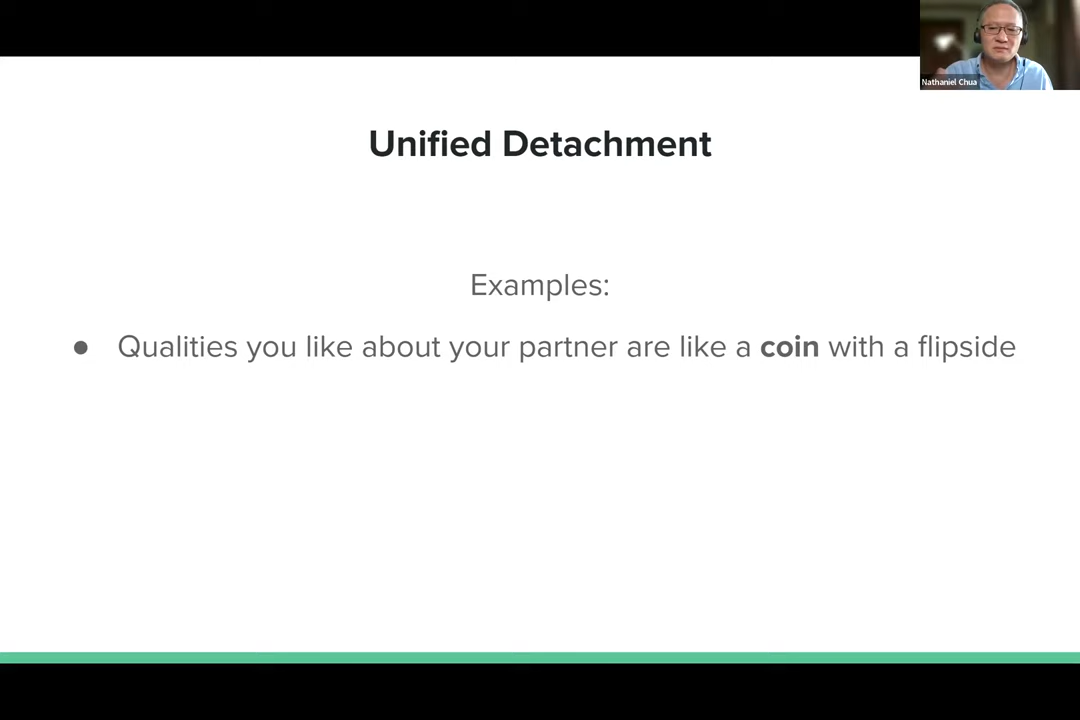 Nathaniel Chua
Unified Detachment
Examples:
● Qualities you like about your partner are like a coin with a flipside